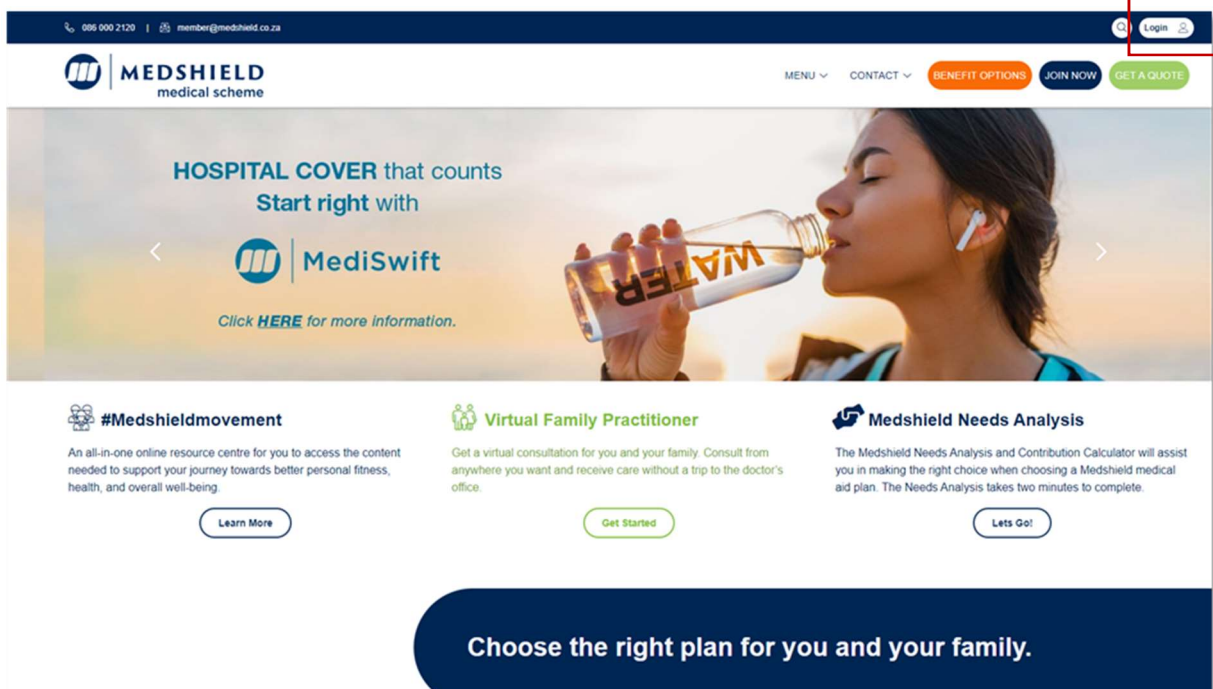 086 000 2120 | member@medshield.co.za
Login
MEDSHIELD
medical scheme
MENU
CONTACT
BENEFIT OPTIONS
JOIN NOW
GET A QUOTE
HOSPITAL COVER that counts
Start right with
MediSwift
Click HERE for more information.
WATER
#Medshieldmovement
An all-in-one online resource centre for you to access the content
needed to support your journey towards better personal fitness,
health, and overall well-being.
Learn More
Virtual Family Practitioner
Get a virtual consultation for you and your family. Consult from
anywhere you want and receive care without a trip to the doctor's
office.
Get Started
Medshield Needs Analysis
The Medshield Needs Analysis and Contribution Calculator will assist
you in making the right choice when choosing a Medshield medical
aid plan. The Needs Analysis takes two minutes to complete.
Lets Go!
Choose the right plan for you and your family.